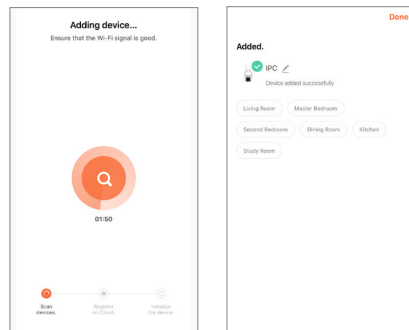 Adding device...
Ensure that the Wi-Fi signal is good.
01:50
Scan devices.
Register on Cloud.
Initialize the device.
Done
Added.
IPC
Device added successfully
Living Room
Master Bedroom
Second Bedroom
Dining Room
Kitchen
Study Room